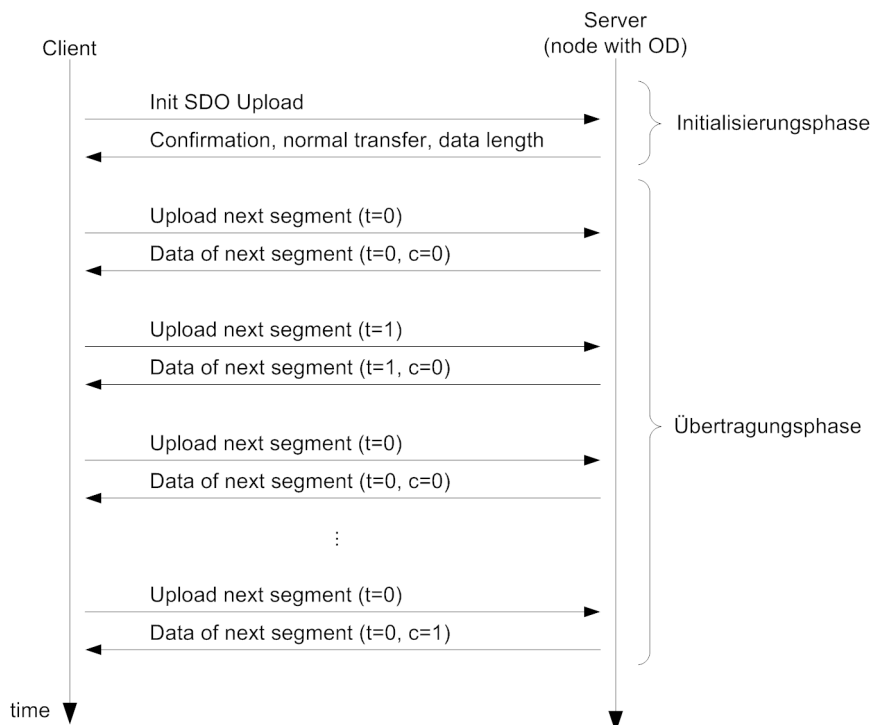 Server
(node with OD)
Client
Init SDO Upload
Confirmation, normal transfer, data length
Initialisierungsphase
Upload next segment (t=0)
Data of next segment (t=0, c=0)
Upload next segment (t=1)
Data of next segment (t=1, c=0)
Übertragungsphase
Upload next segment (t=0)
Data of next segment (t=0, c=0)
⋮
Upload next segment (t=0)
Data of next segment (t=0, c=1)
time